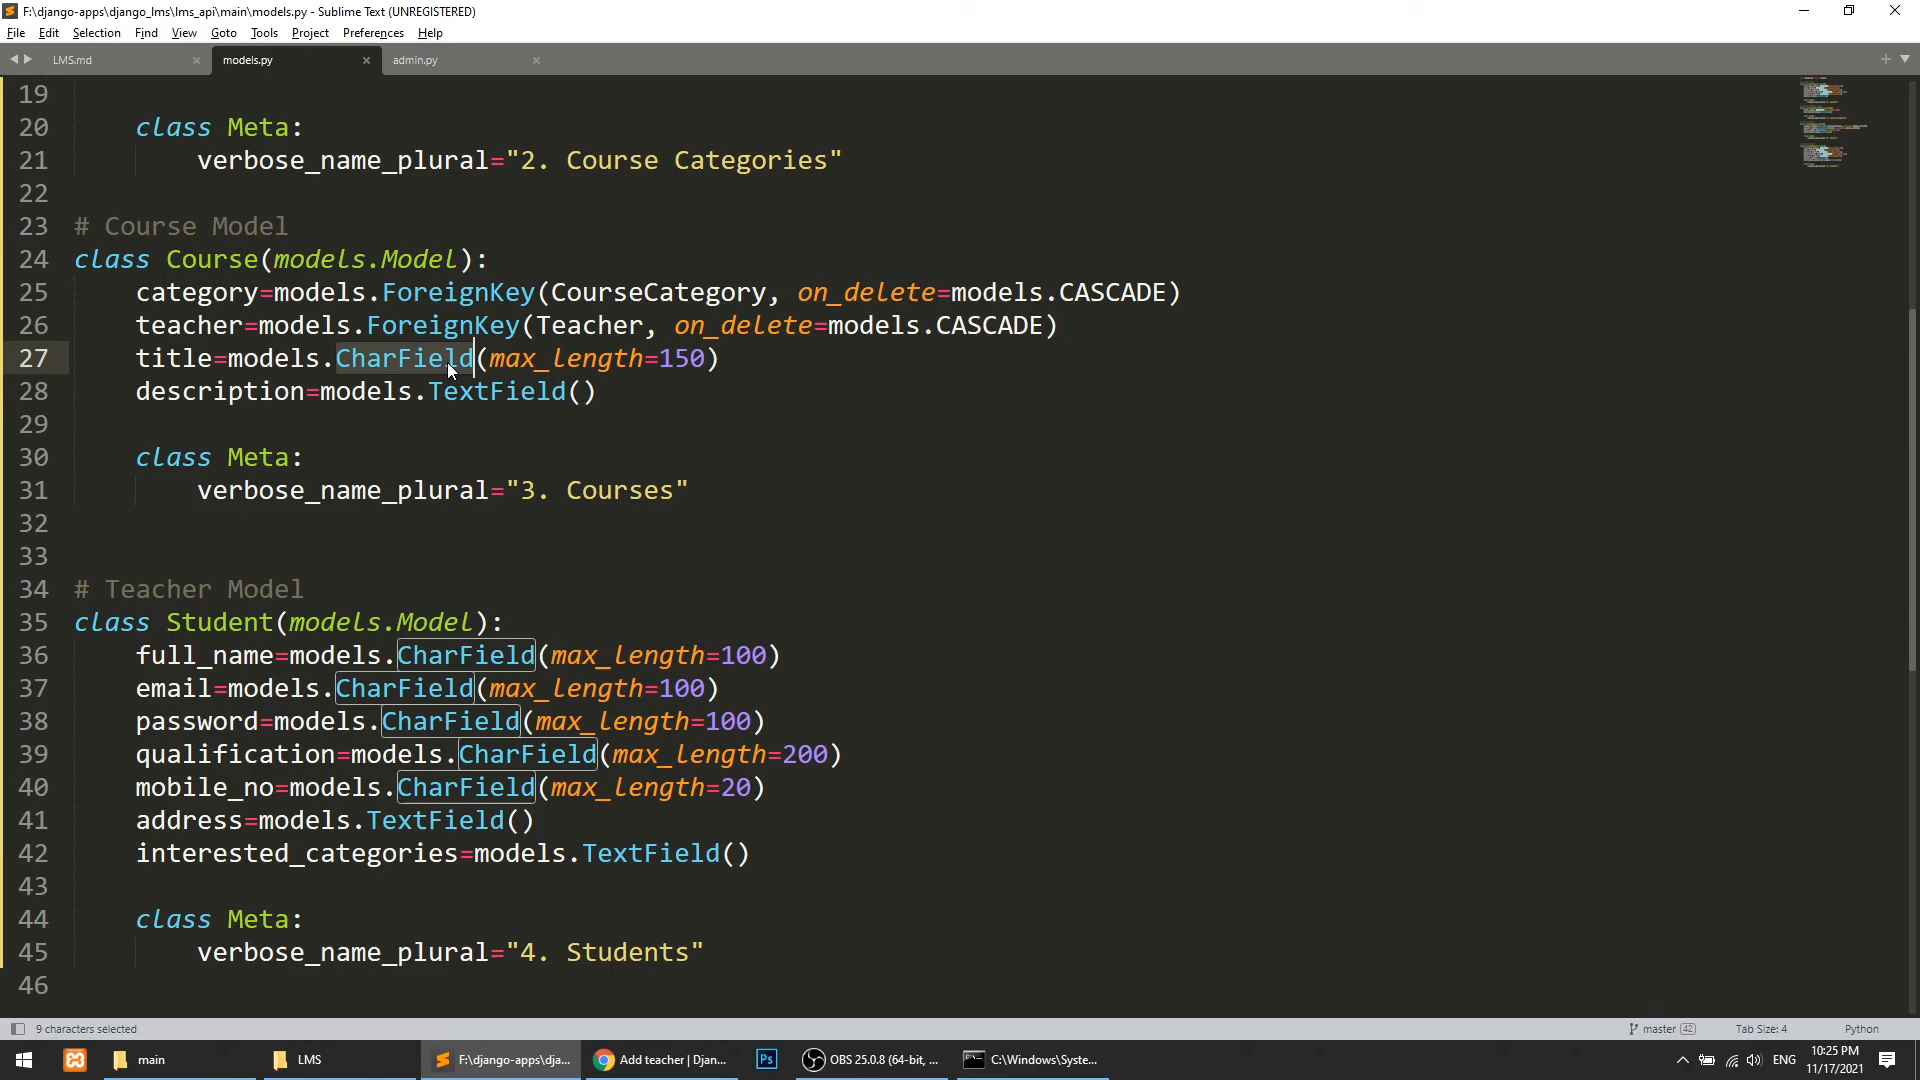 F:\django-apps\django_lms\lms_api\main\models.py - Sublime Text (UNREGISTERED)
File Edit Selection Find View Goto Tools Project Preferences Help
LMS.md models.py admin.py
19
20 class Meta:
21 verbose_name_plural="2. Course Categories"
22
23 # Course Model
24 class Course(models.Model):
25 category=models.ForeignKey(CourseCategory, on_delete=models.CASCADE)
26 teacher=models.ForeignKey(Teacher, on_delete=models.CASCADE)
27 title=models.CharField(max_length=150)
28 description=models.TextField()
29
30 class Meta:
31 verbose_name_plural="3. Courses"
32
33
34 # Teacher Model
35 class Student(models.Model):
36 full_name=models.CharField(max_length=100)
37 email=models.CharField(max_length=100)
38 password=models.CharField(max_length=100)
39 qualification=models.CharField(max_length=200)
40 mobile_no=models.CharField(max_length=20)
41 address=models.TextField()
42 interested_categories=models.TextField()
43
44 class Meta:
45 verbose_name_plural="4. Students"
46
9 characters selected master 42 Tab Size: 4 Python
main LMS F:\django-apps\dja... Add teacher | Djan... Ps OBS 25.0.8 (64-bit, ... C:\Windows\Syste... ENG 10:25 PM
11/17/2021